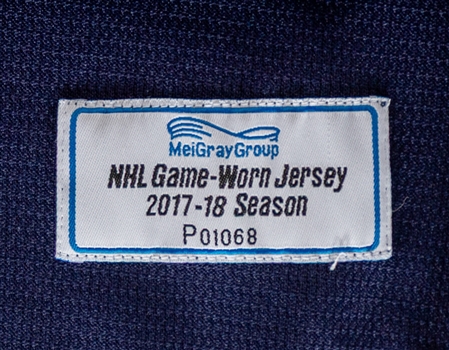 MeiGrayGroup
NHL Game-Worn Jersey
2017-18 Season
P01068